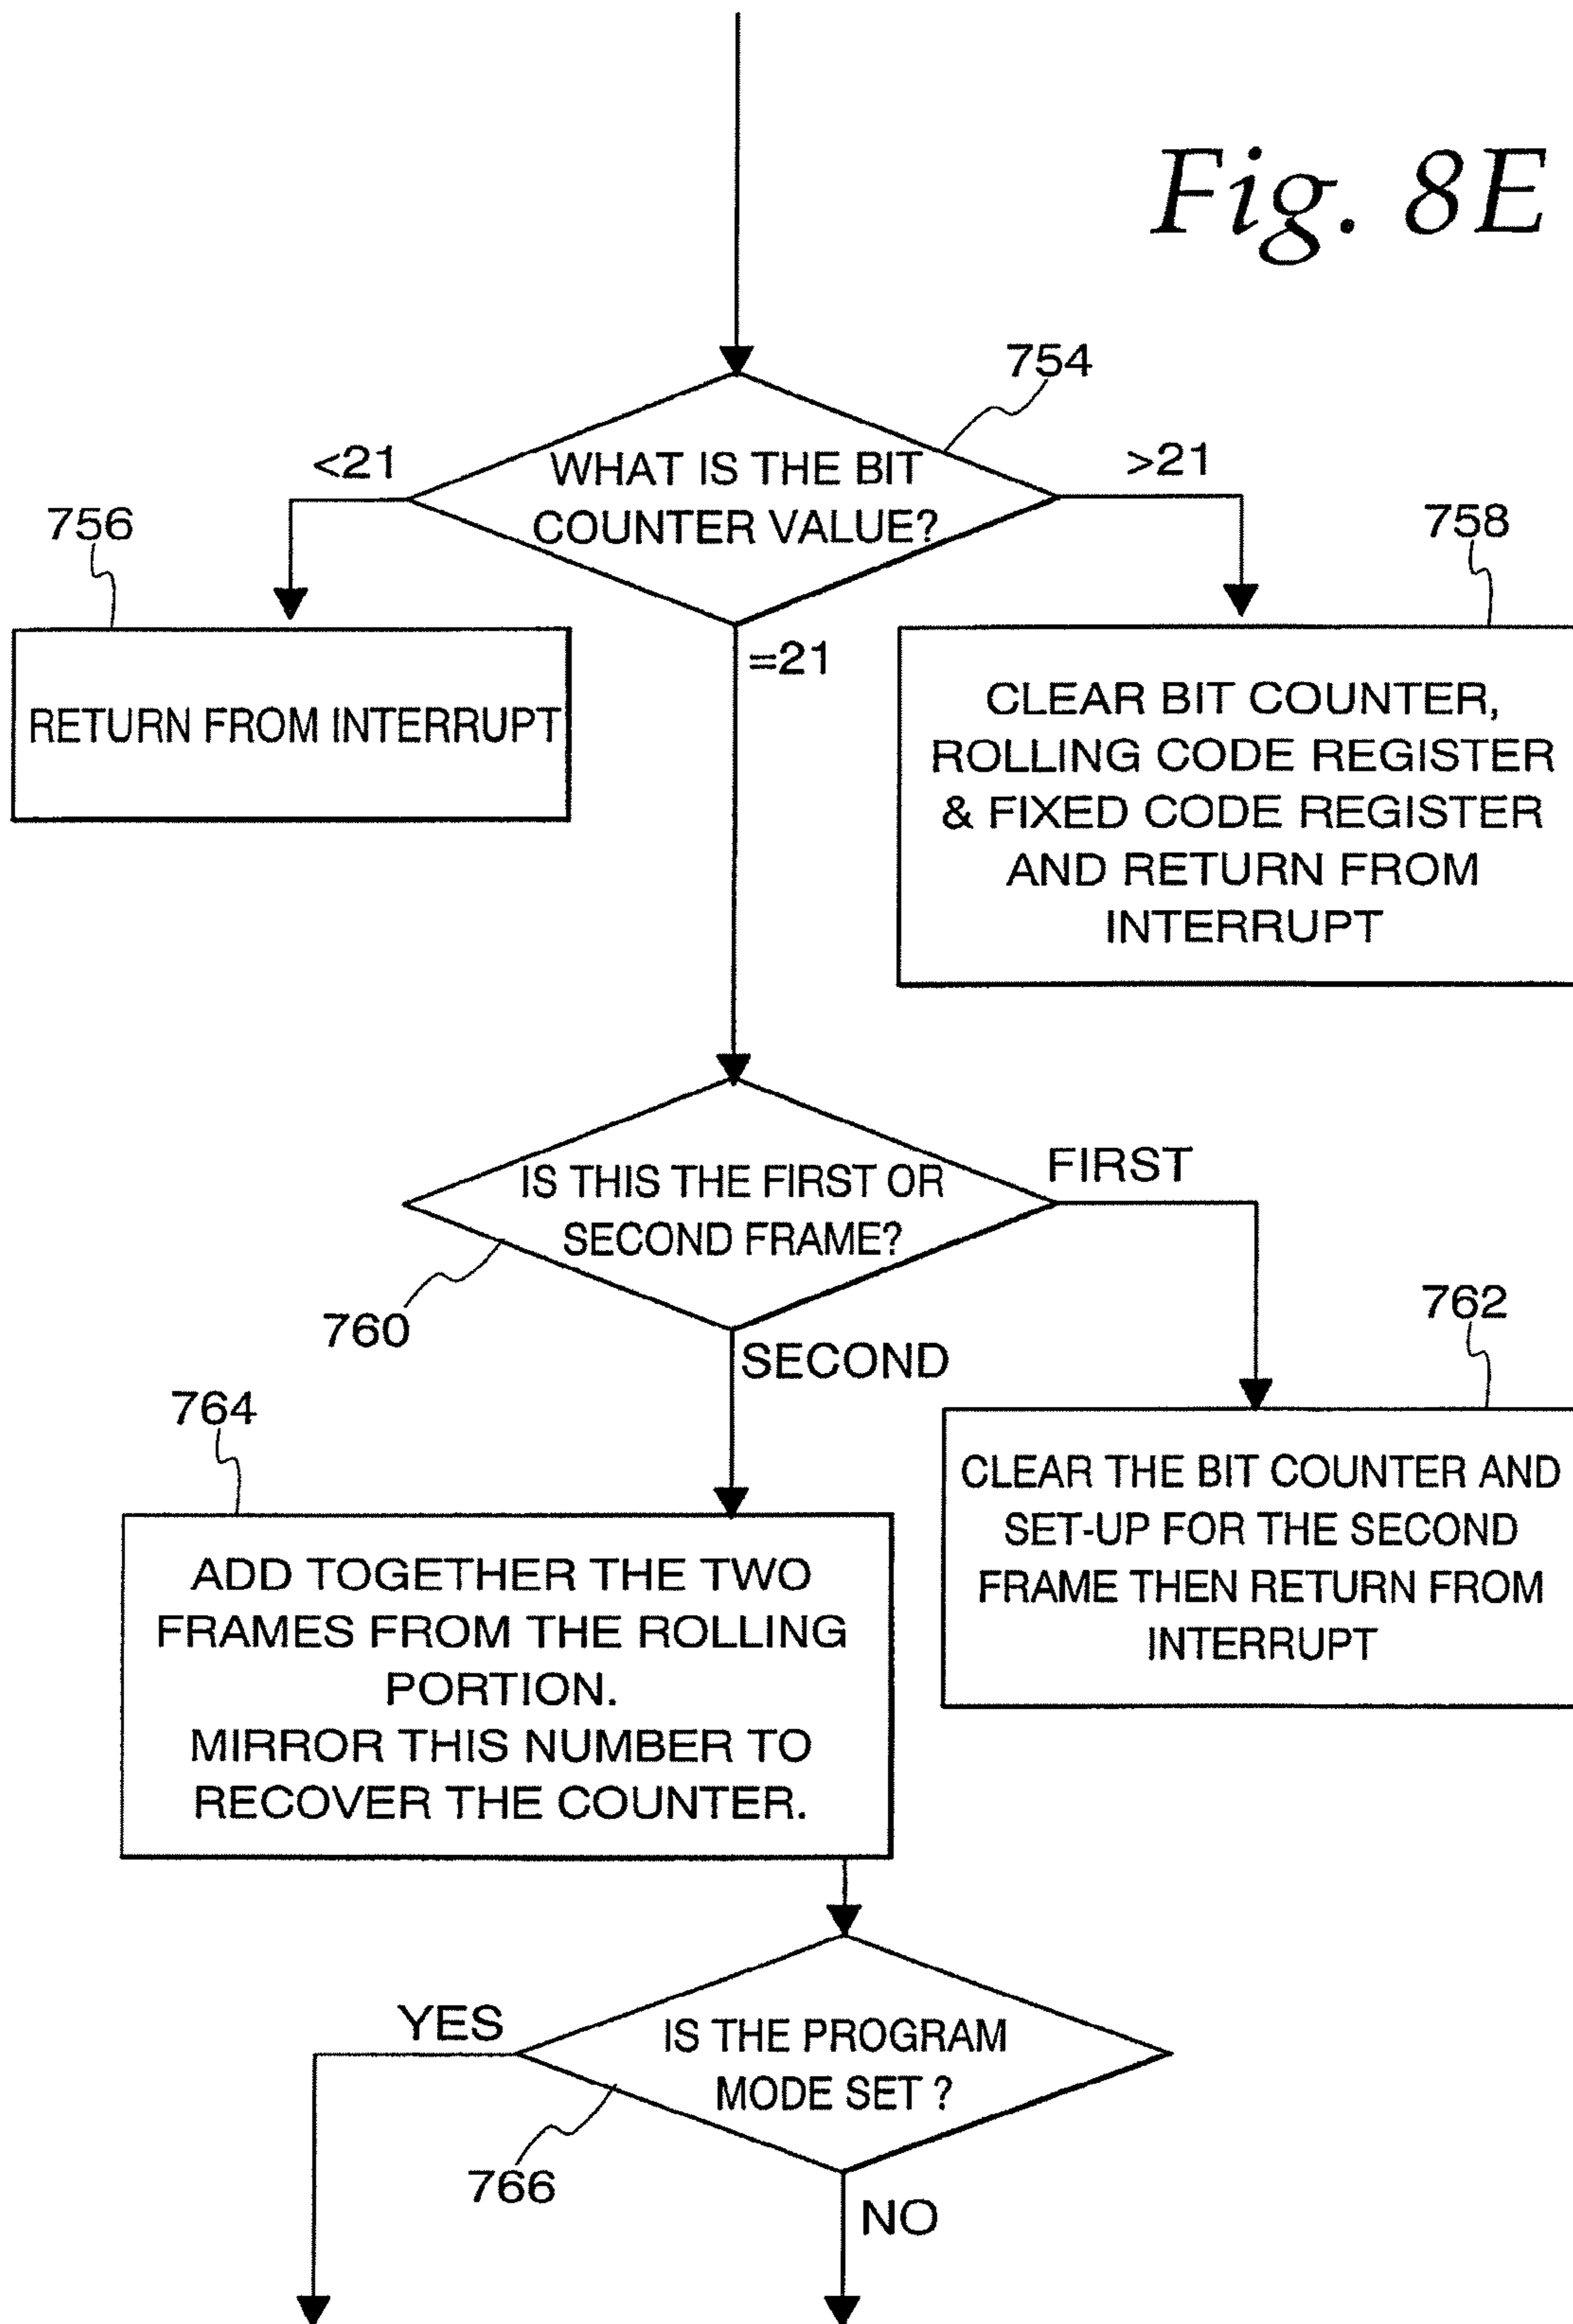 Fig. 8E
754
<21
WHAT IS THE BIT
COUNTER VALUE?
>21
756
758
RETURN FROM INTERRUPT
=21
CLEAR BIT COUNTER,
ROLLING CODE REGISTER
& FIXED CODE REGISTER
AND RETURN FROM
INTERRUPT
IS THIS THE FIRST OR
SECOND FRAME?
FIRST
760
SECOND
762
764
CLEAR THE BIT COUNTER AND
SET-UP FOR THE SECOND
FRAME THEN RETURN FROM
INTERRUPT
ADD TOGETHER THE TWO
FRAMES FROM THE ROLLING
PORTION.
MIRROR THIS NUMBER TO
RECOVER THE COUNTER.
YES
IS THE PROGRAM
MODE SET ?
766
NO